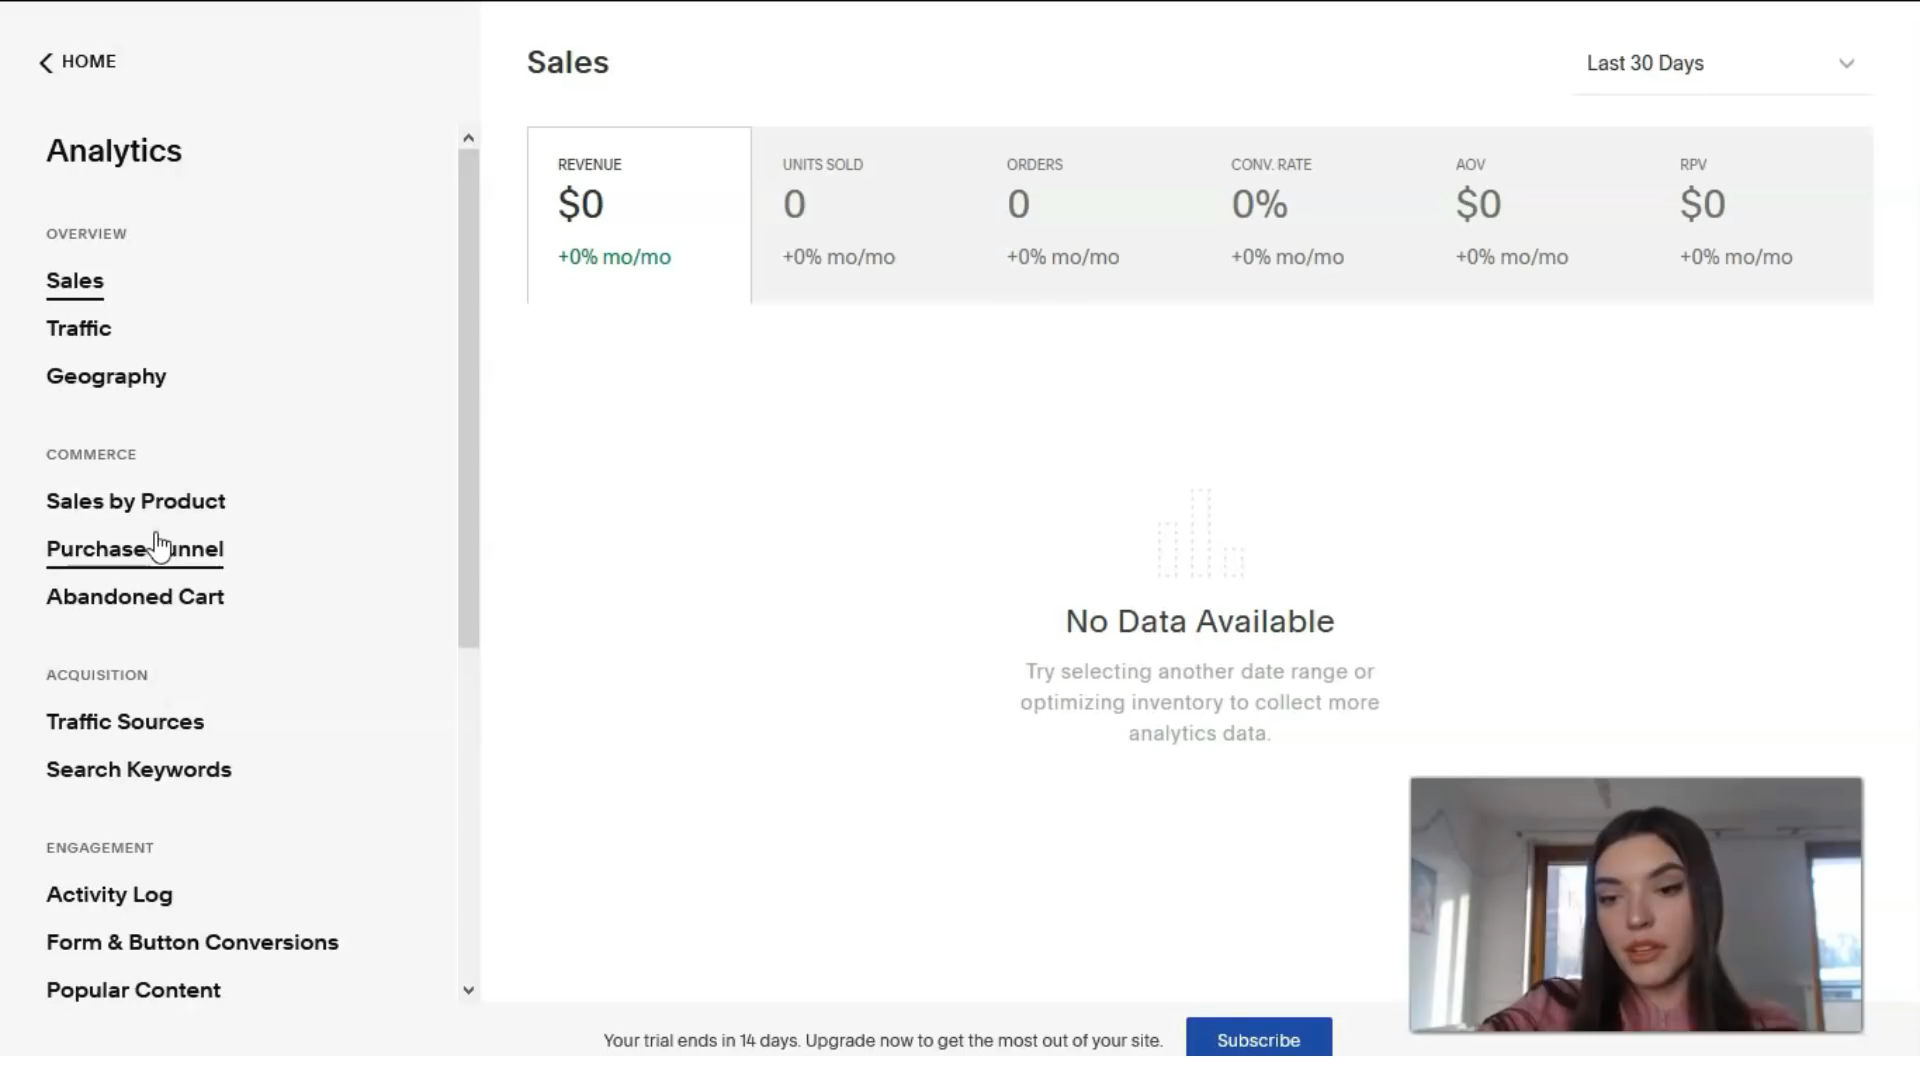 HOME
Analytics
OVERVIEW
Sales
Traffic
Geography
COMMERCE
Sales by Product
Purchase unnel
Abandoned Cart
ACQUISITION
Traffic Sources
Search Keywords
ENGAGEMENT
Activity Log
Form & Button Conversions
Popular Content
Sales
Last 30 Days
REVENUE
$0
+0% mo/mo
UNITS SOLD
0
+0% mo/mo
ORDERS
0
+0% mo/mo
CONV. RATE
0%
+0% mo/mo
AOV
$0
+0% mo/mo
RPV
$0
+0% mo/mo
No Data Available
Try selecting another date range or
optimizing inventory to collect more
analytics data.
Your trial ends in 14 days. Upgrade now to get the most out of your site.
Subscribe